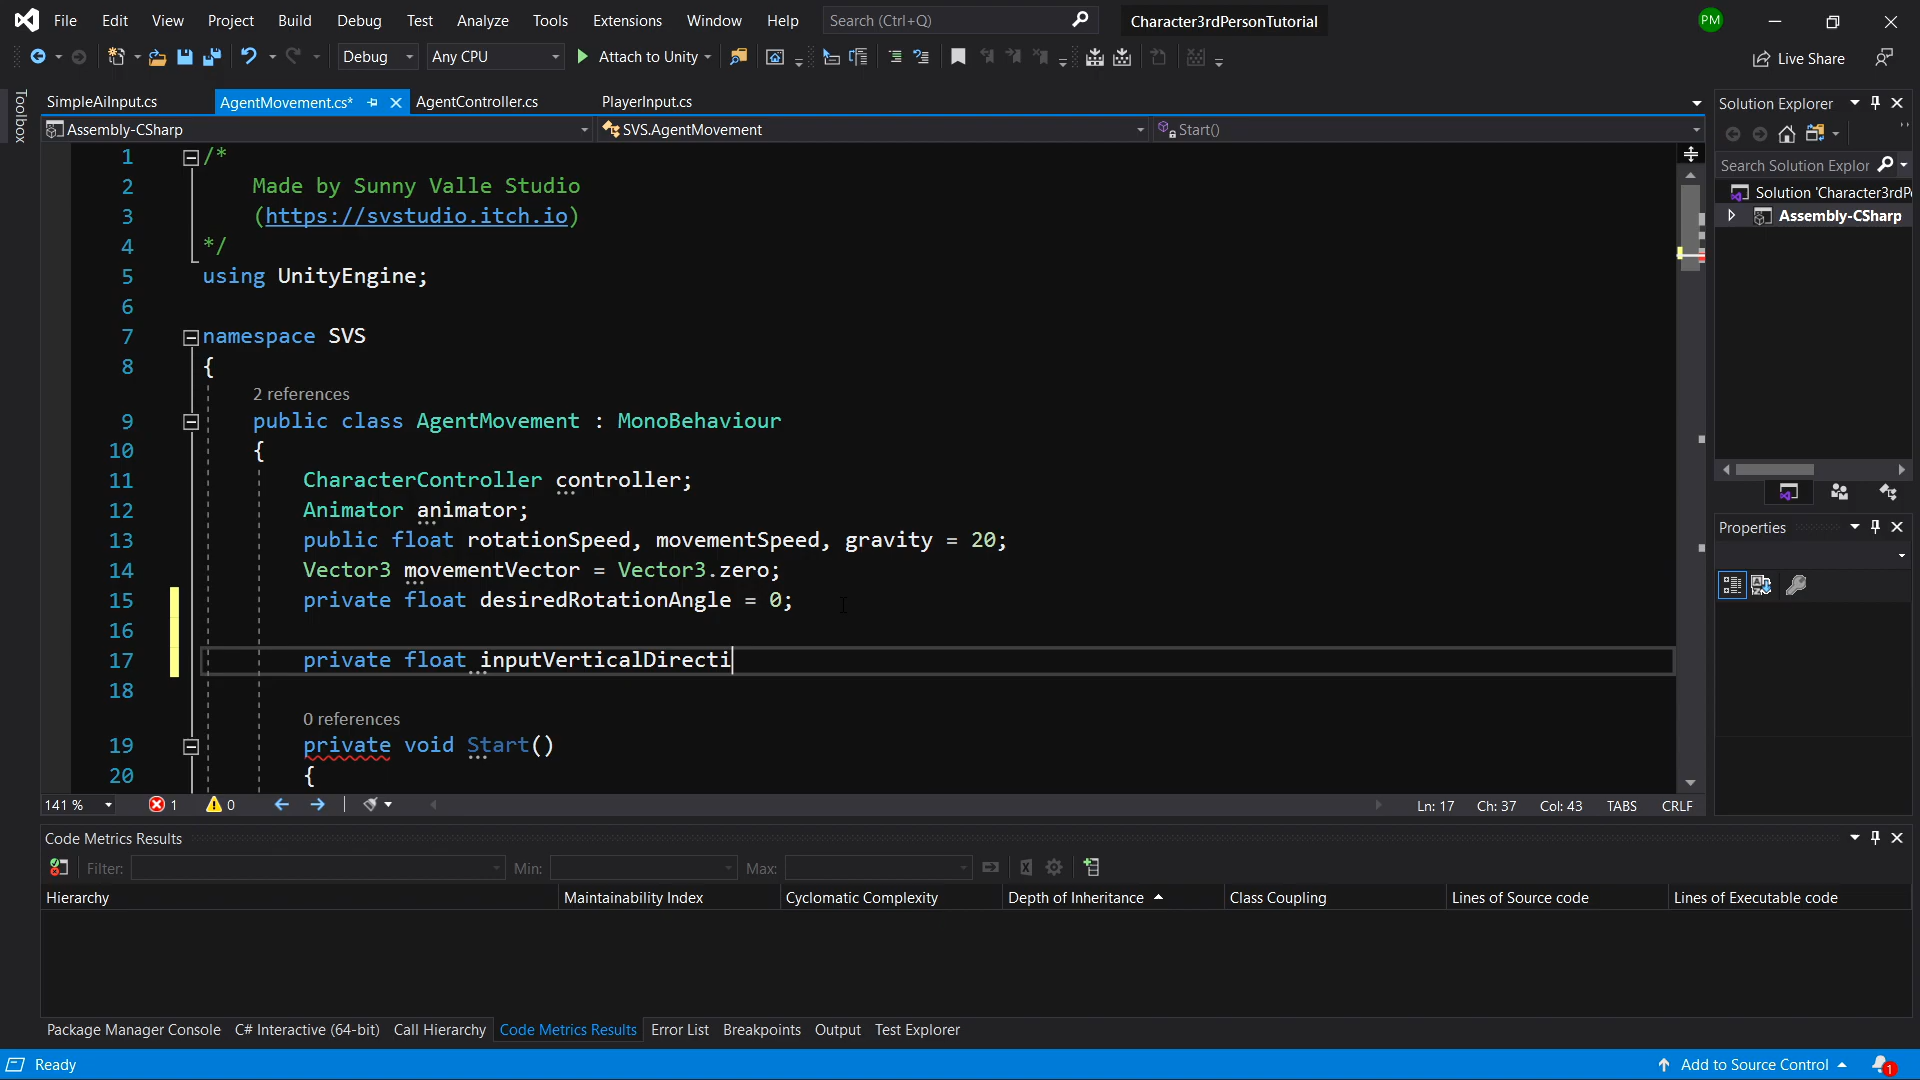 File Edit View Project Build Debug Test Analyze Tools Extensions Window Help Search (Ctrl+Q) Character3rdPersonTutorial PM
Debug Any CPU Attach to Unity Live Share
Toolbox
SimpleAiInput.cs AgentMovement.cs* AgentController.cs PlayerInput.cs
Assembly-CSharp SVS.AgentMovement Start()
1 /*
2 Made by Sunny Valle Studio
3 (https://svstudio.itch.io)
4 */
5 using UnityEngine;
6
7 namespace SVS
8 {
2 references
9 public class AgentMovement : MonoBehaviour
10 {
11 CharacterController controller;
12 Animator animator;
13 public float rotationSpeed, movementSpeed, gravity = 20;
14 Vector3 movementVector = Vector3.zero;
15 private float desiredRotationAngle = 0;
16
17 private float inputVerticalDirecti
18
0 references
19 private void Start()
20 {
141 % 1 0 Ln: 17 Ch: 37 Col: 43 TABS CRLF
Solution Explorer
Search Solution Explor
Solution 'Character3rdP
Assembly-CSharp
Properties
Code Metrics Results
Filter: Min: Max:
Hierarchy Maintainability Index Cyclomatic Complexity Depth of Inheritance Class Coupling Lines of Source code Lines of Executable code
Package Manager Console C# Interactive (64-bit) Call Hierarchy Code Metrics Results Error List Breakpoints Output Test Explorer
Ready Add to Source Control 1